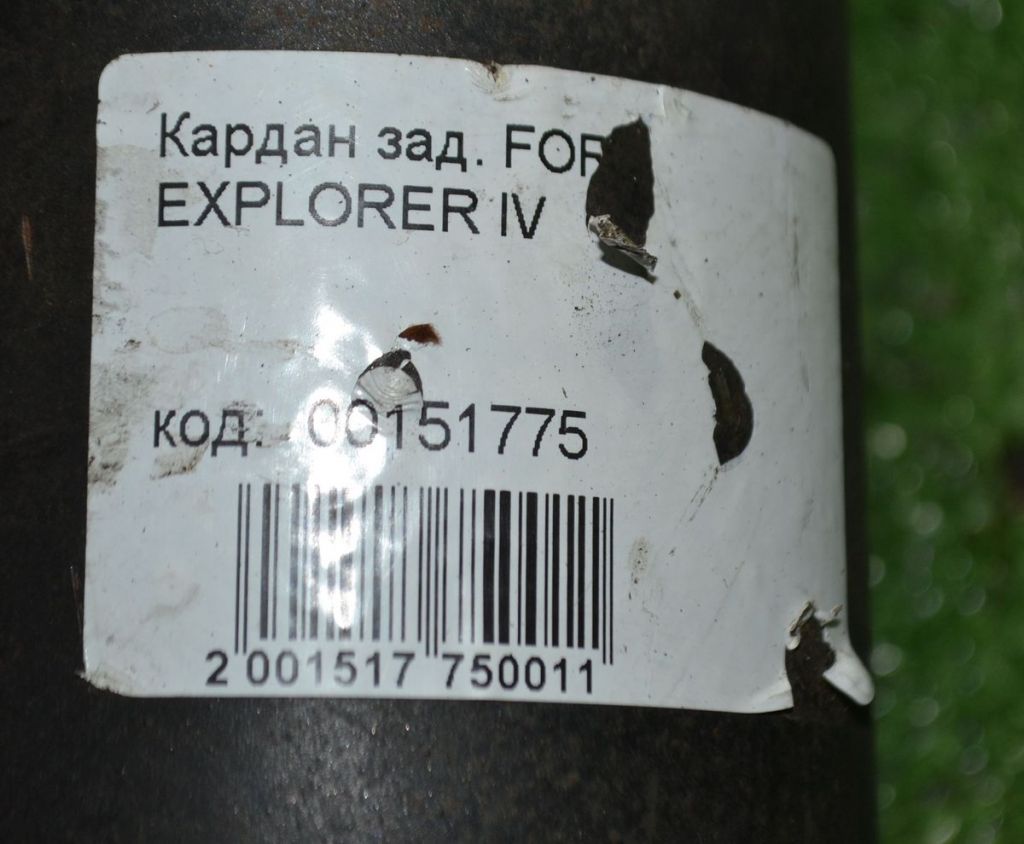 Кардан зад. FOR
EXPLORER IV
код: 00151775
2 001517 750011